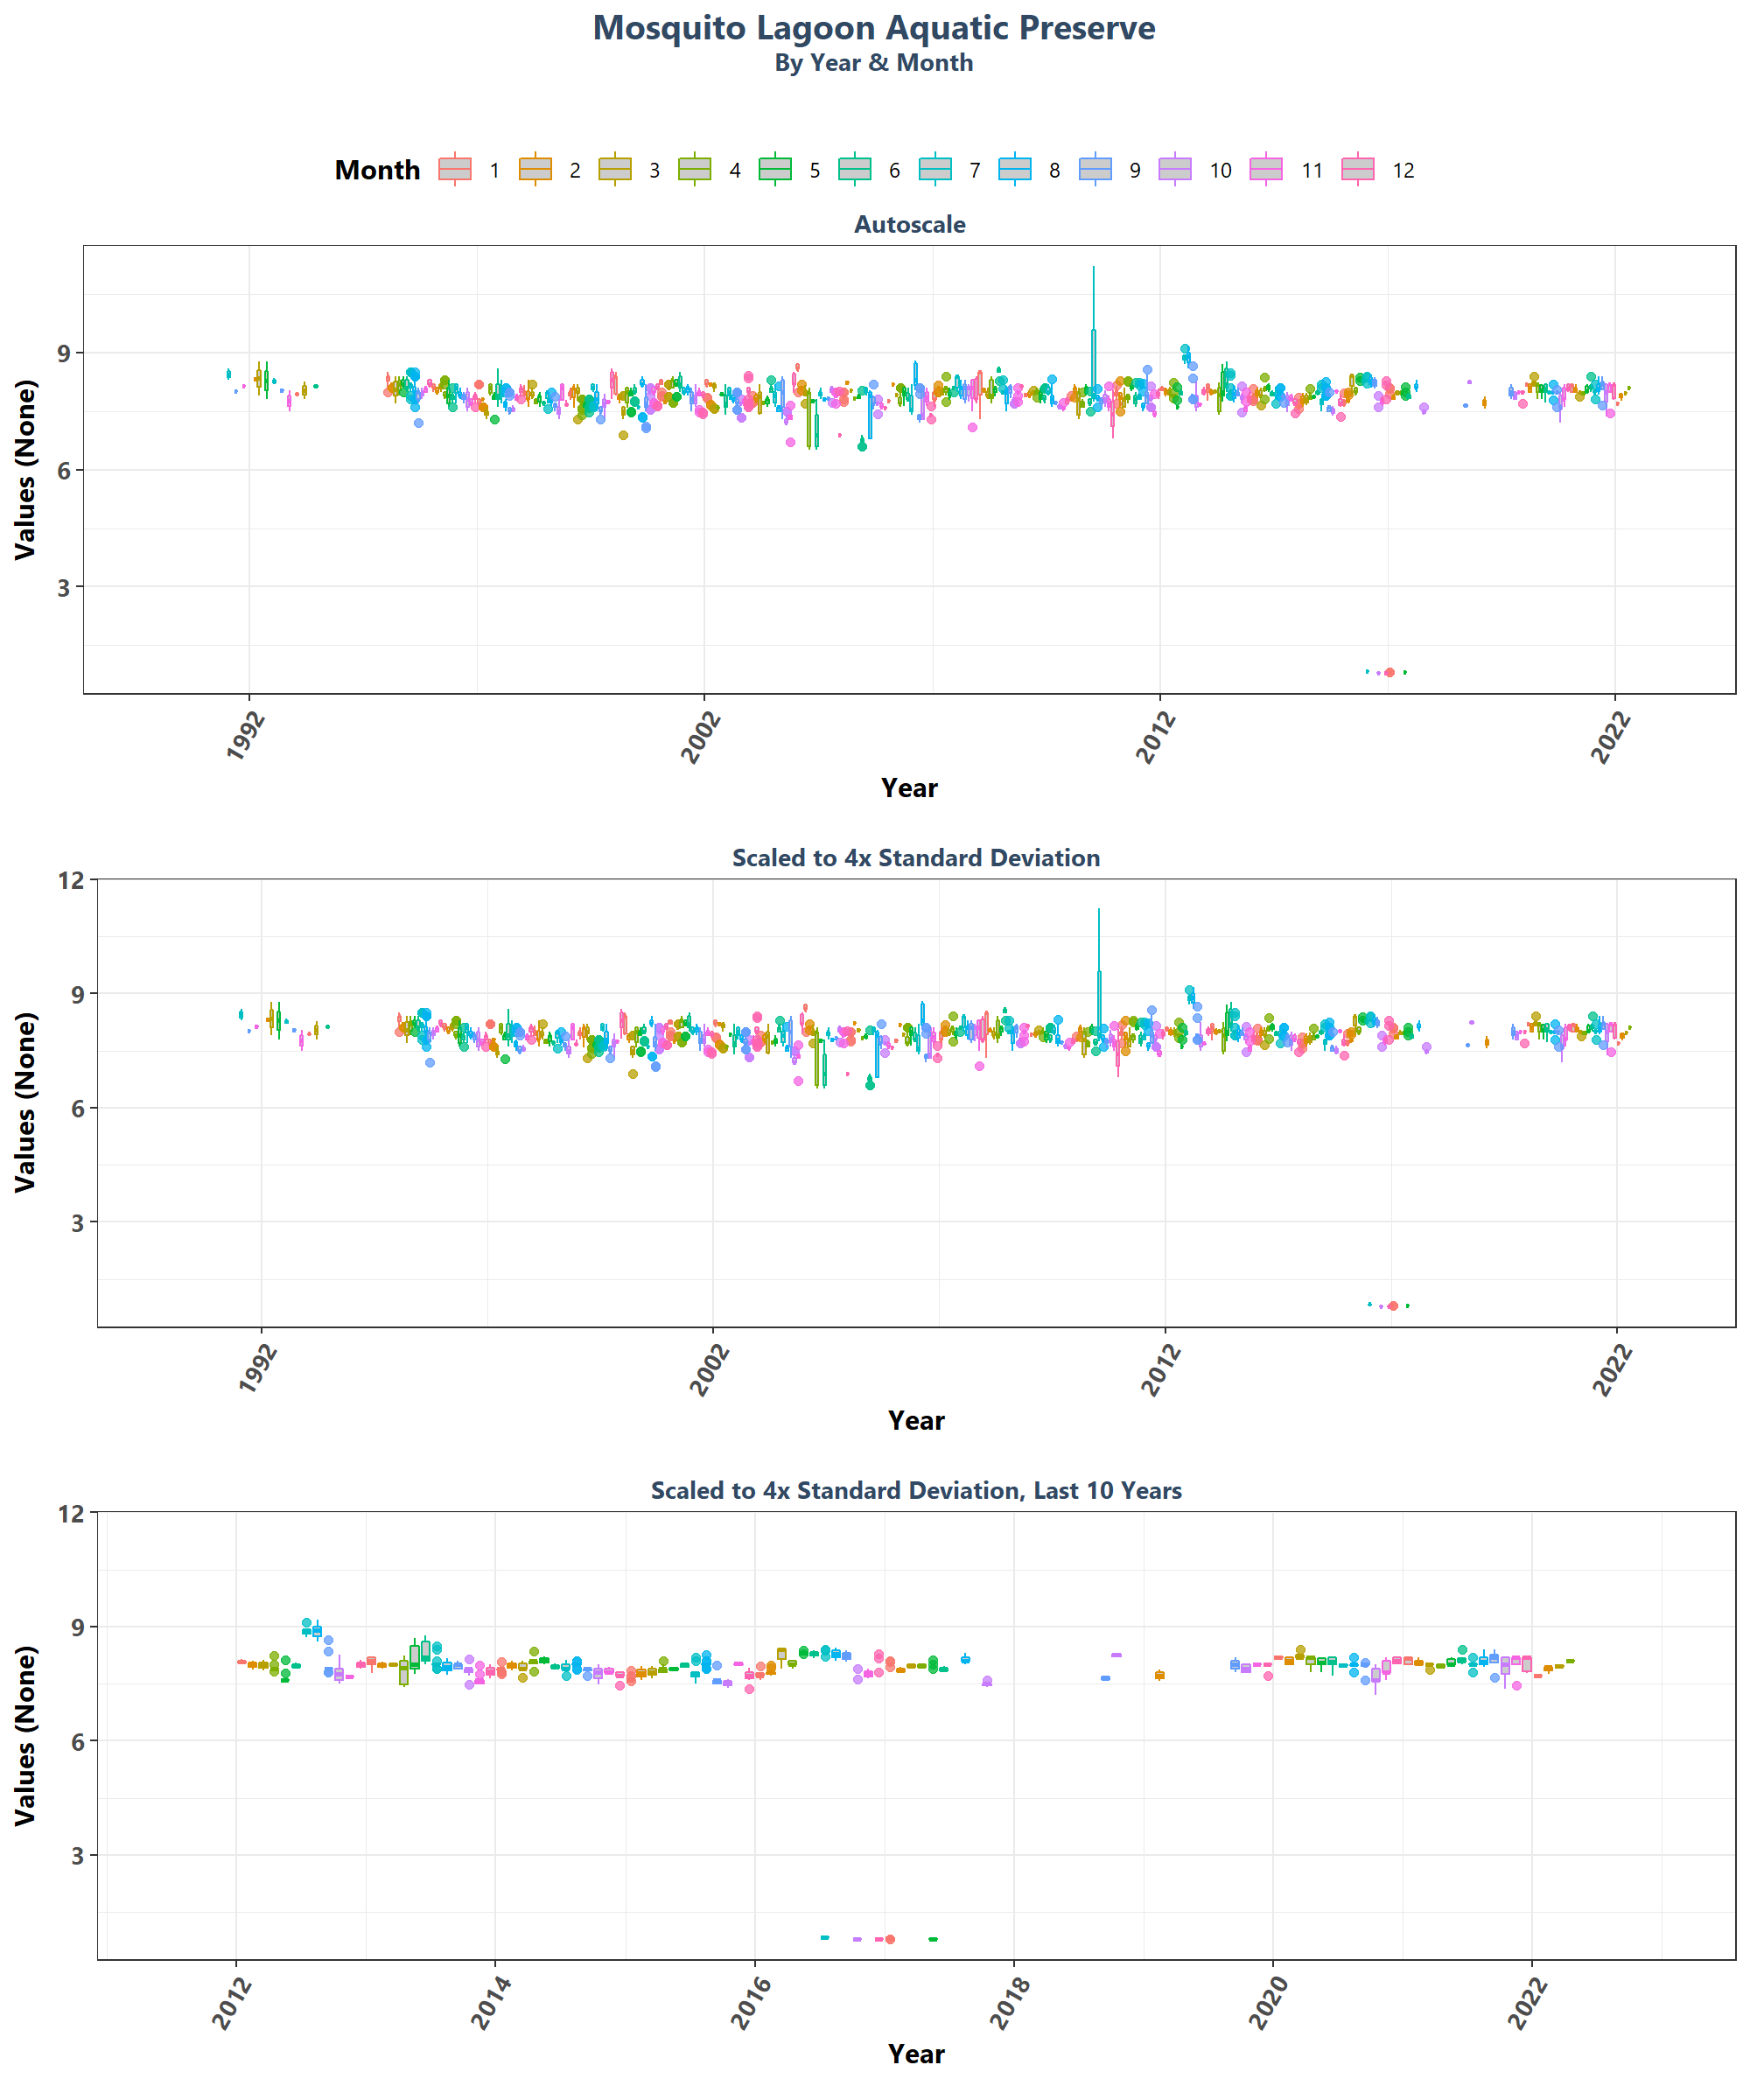 Mosquito Lagoon Aquatic Preserve
By Year & Month
Month 1 2 3 4 5 6 7 8 9 10 11 12
Autoscale
Values (None)
9
6
3
1992 2002 2012 2022
Year
Scaled to 4x Standard Deviation
Values (None)
12
9
6
3
1992 2002 2012 2022
Year
Scaled to 4x Standard Deviation, Last 10 Years
Values (None)
12
9
6
3
2012 2014 2016 2018 2020 2022
Year